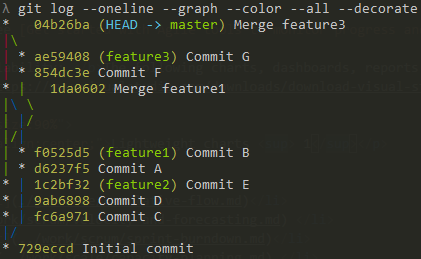 λ git log --oneline --graph --color --all --decorate
*   04b26ba (HEAD -> master) Merge feature3
|\
| * ae59408 (feature3) Commit G
| * 854dc3e Commit F
* |   1da0602 Merge feature1
|\ \
| |/
|/|
| * f0525d5 (feature1) Commit B
| * d6237f5 Commit A
* | 1c2bf32 (feature2) Commit E
* | 9ab6898 Commit D
* | fc6a971 Commit C
|/
* 729eccd Initial commit